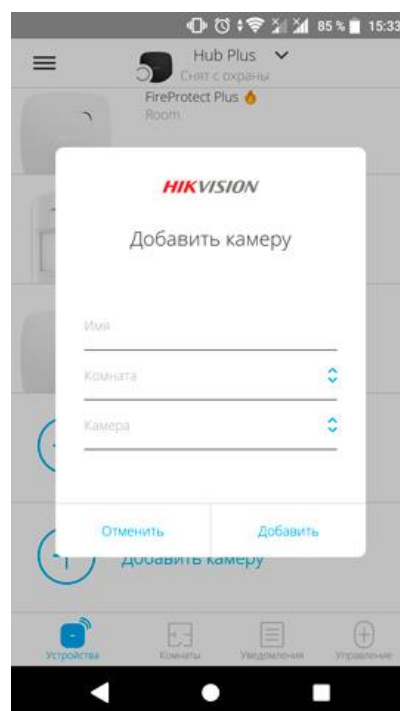 85 % 15:33
Hub Plus
Снят с охраны
FireProtect Plus
Room
HIKVISION
Добавить камеру
Имя
Комната
Камера
Отменить Добавить
Добавить камеру
Устройства Комнаты Уведомления Управление